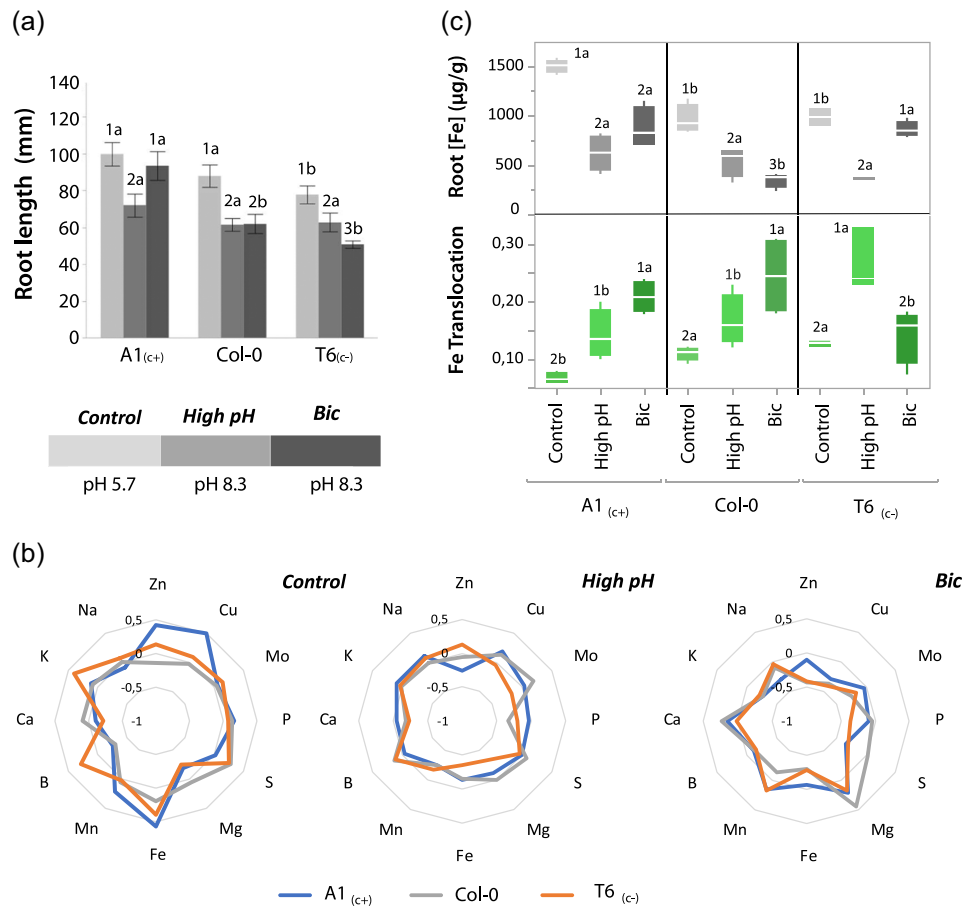 (a)
Root length (mm)
140
120
100
80
60
40
20
0
1a
2a
1a
1a
2a
2b
1b
2a
3b
A1(c+)
Col-0
T6(c-)
Control
High pH
Bic
pH 5.7
pH 8.3
pH 8.3
(c)
Root [Fe] (µg/g)
1500
1000
500
0
1a
2a
2a
1b
2a
3b
1b
2a
1a
Fe Translocation
0,30
0,20
0,10
2b
1b
1a
2a
1b
1a
2a
1a
2b
Control
High pH
Bic
Control
High pH
Bic
Control
High pH
Bic
A1 (c+)
Col-0
T6 (c-)
(b)
Control
Zn
Cu
Mo
P
S
Mg
Fe
Mn
B
Ca
K
Na
0,5
0
-0,5
-1
High pH
Zn
Cu
Mo
P
S
Mg
Fe
Mn
B
Ca
K
Na
0,5
0
-0,5
-1
Bic
Zn
Cu
Mo
P
S
Mg
Fe
Mn
B
Ca
K
Na
0,5
0
-0,5
-1
A1 (c+)
Col-0
T6 (c-)